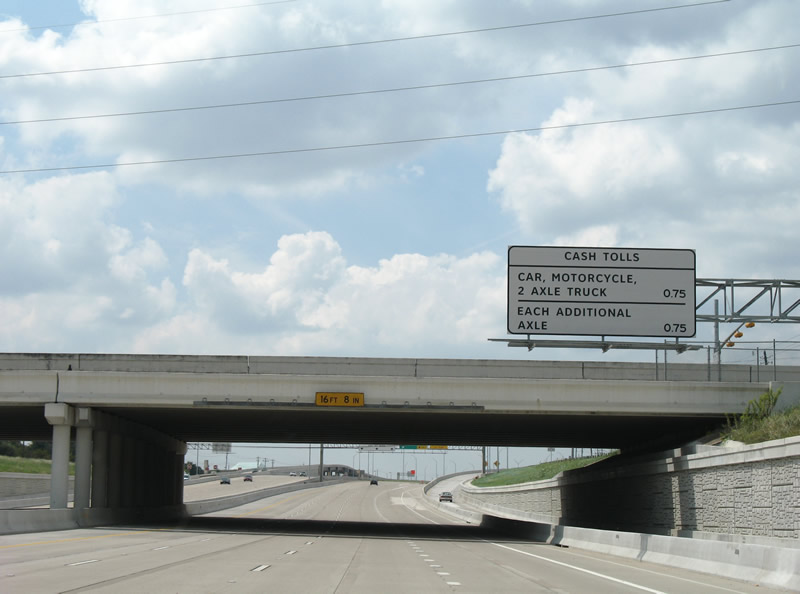 CASH TOLLS
CAR, MOTORCYCLE,
2 AXLE TRUCK 0.75
EACH ADDITIONAL
AXLE 0.75
16 FT 8 IN